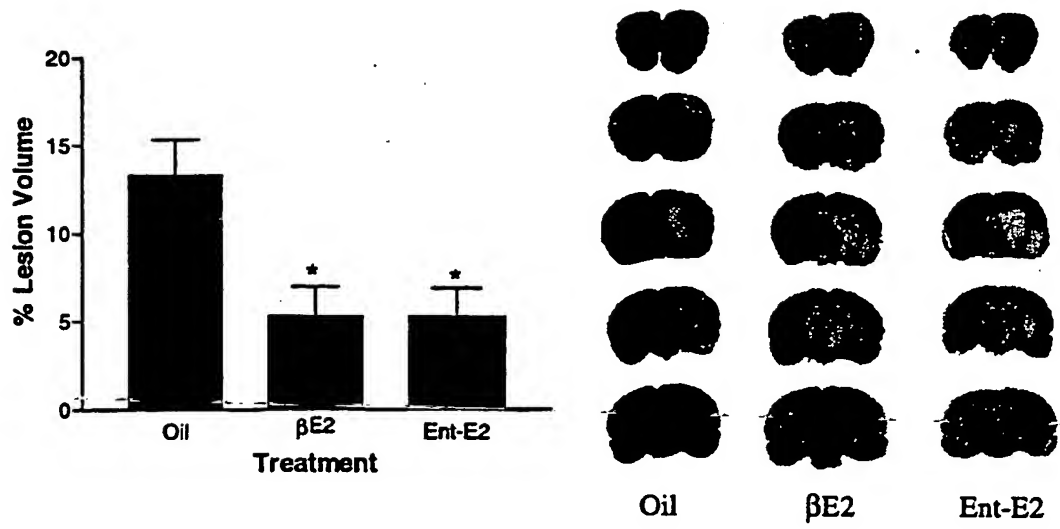 % Lesion Volume
20
15
10
5
0
* *
Oil βE2 Ent-E2
Treatment
Oil βE2 Ent-E2